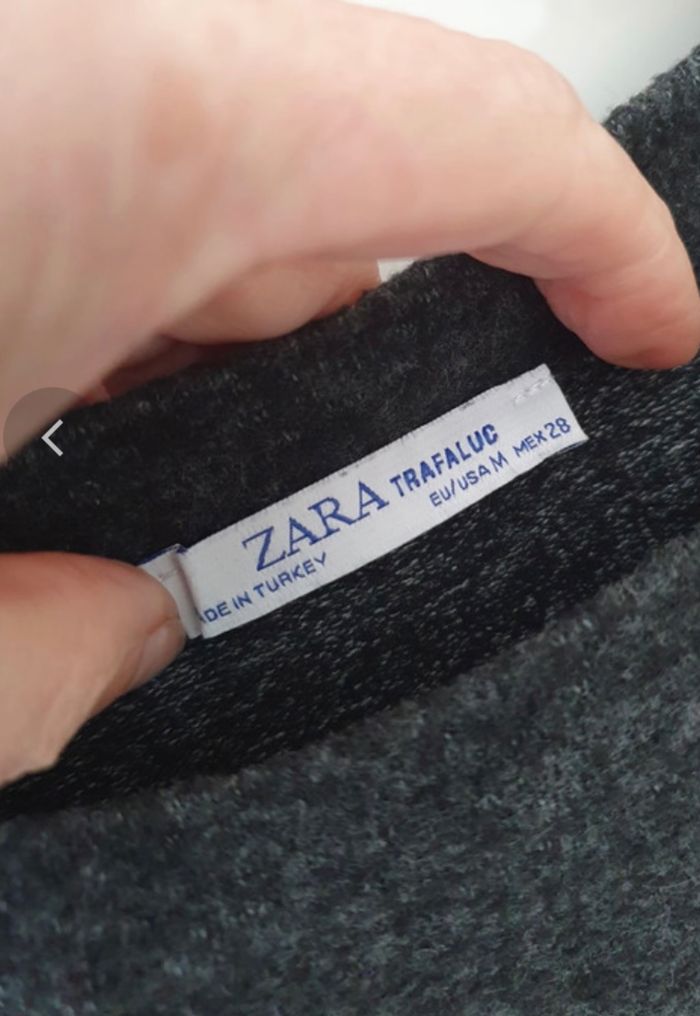 ZARA TRAFALUC
EU/USA M MEX 28
DE IN TURKEY